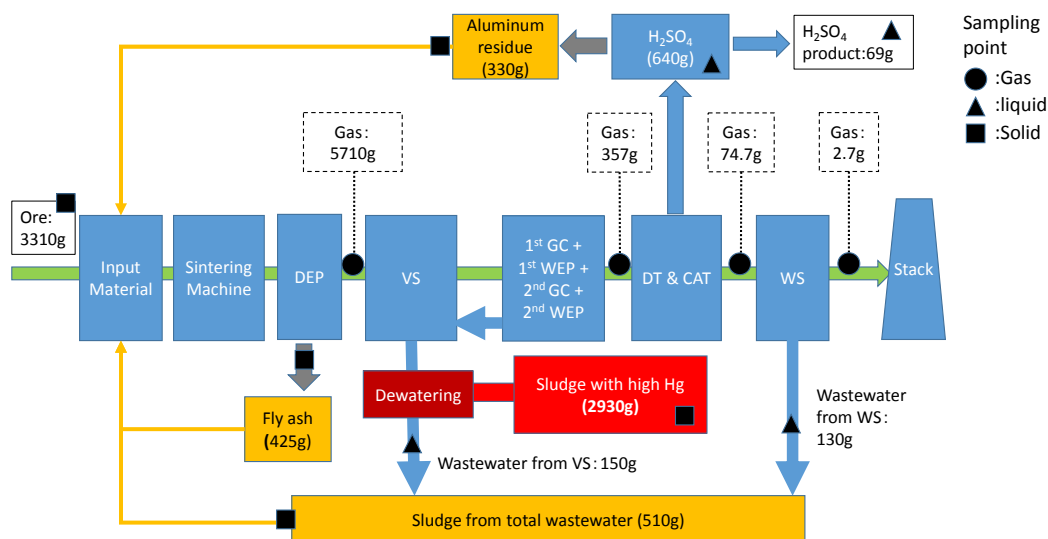 Aluminum
residue
(330g)
H₂SO₄
(640g)
H₂SO₄
product:69g
Sampling
point
:Gas
:liquid
:Solid
Gas:
5710g
Gas:
357g
Gas:
74.7g
Gas:
2.7g
Ore:
3310g
Input
Material
Sintering
Machine
DEP
VS
1st GC +
1st WEP +
2nd GC +
2nd WEP
DT & CAT
WS
Stack
Dewatering
Sludge with high Hg
(2930g)
Fly ash
(425g)
Wastewater
from WS:
130g
Wastewater from VS:150g
Sludge from total wastewater (510g)